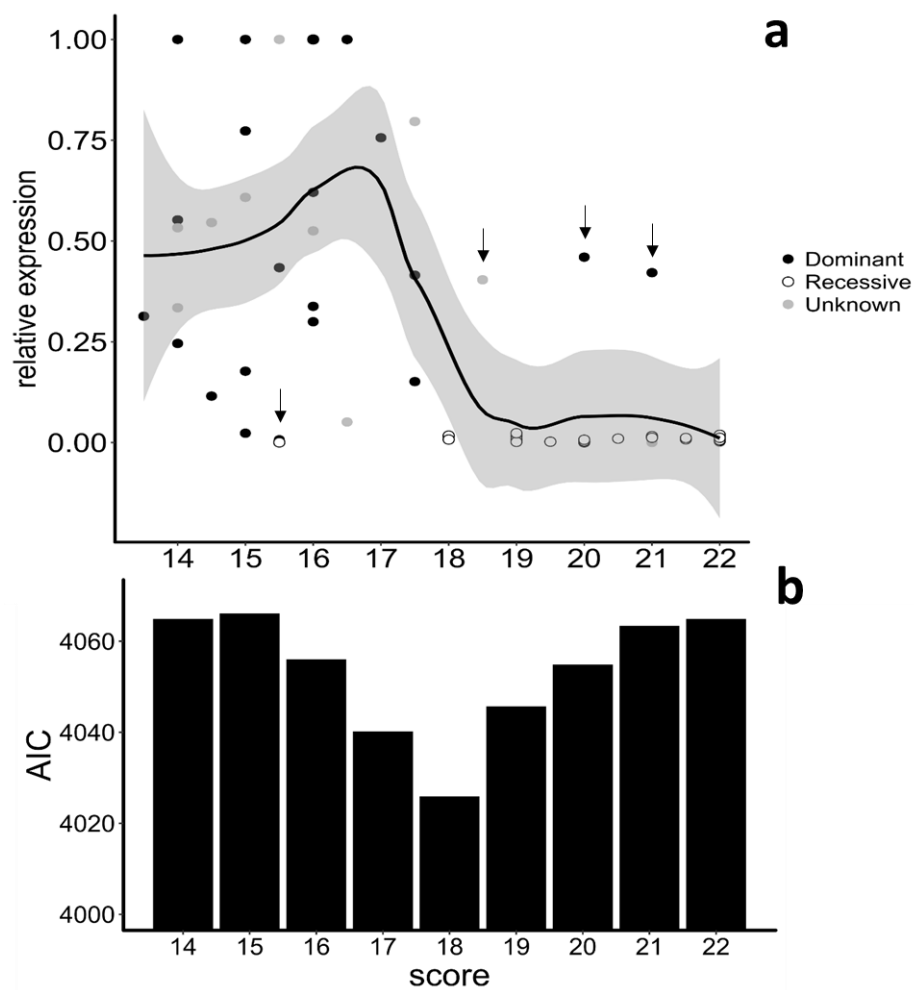 a
1.00
0.75
0.50
0.25
0.00
relative expression
14 15 16 17 18 19 20 21 22
Dominant
Recessive
Unknown
b
4060
4040
4020
4000
AIC
14 15 16 17 18 19 20 21 22
score